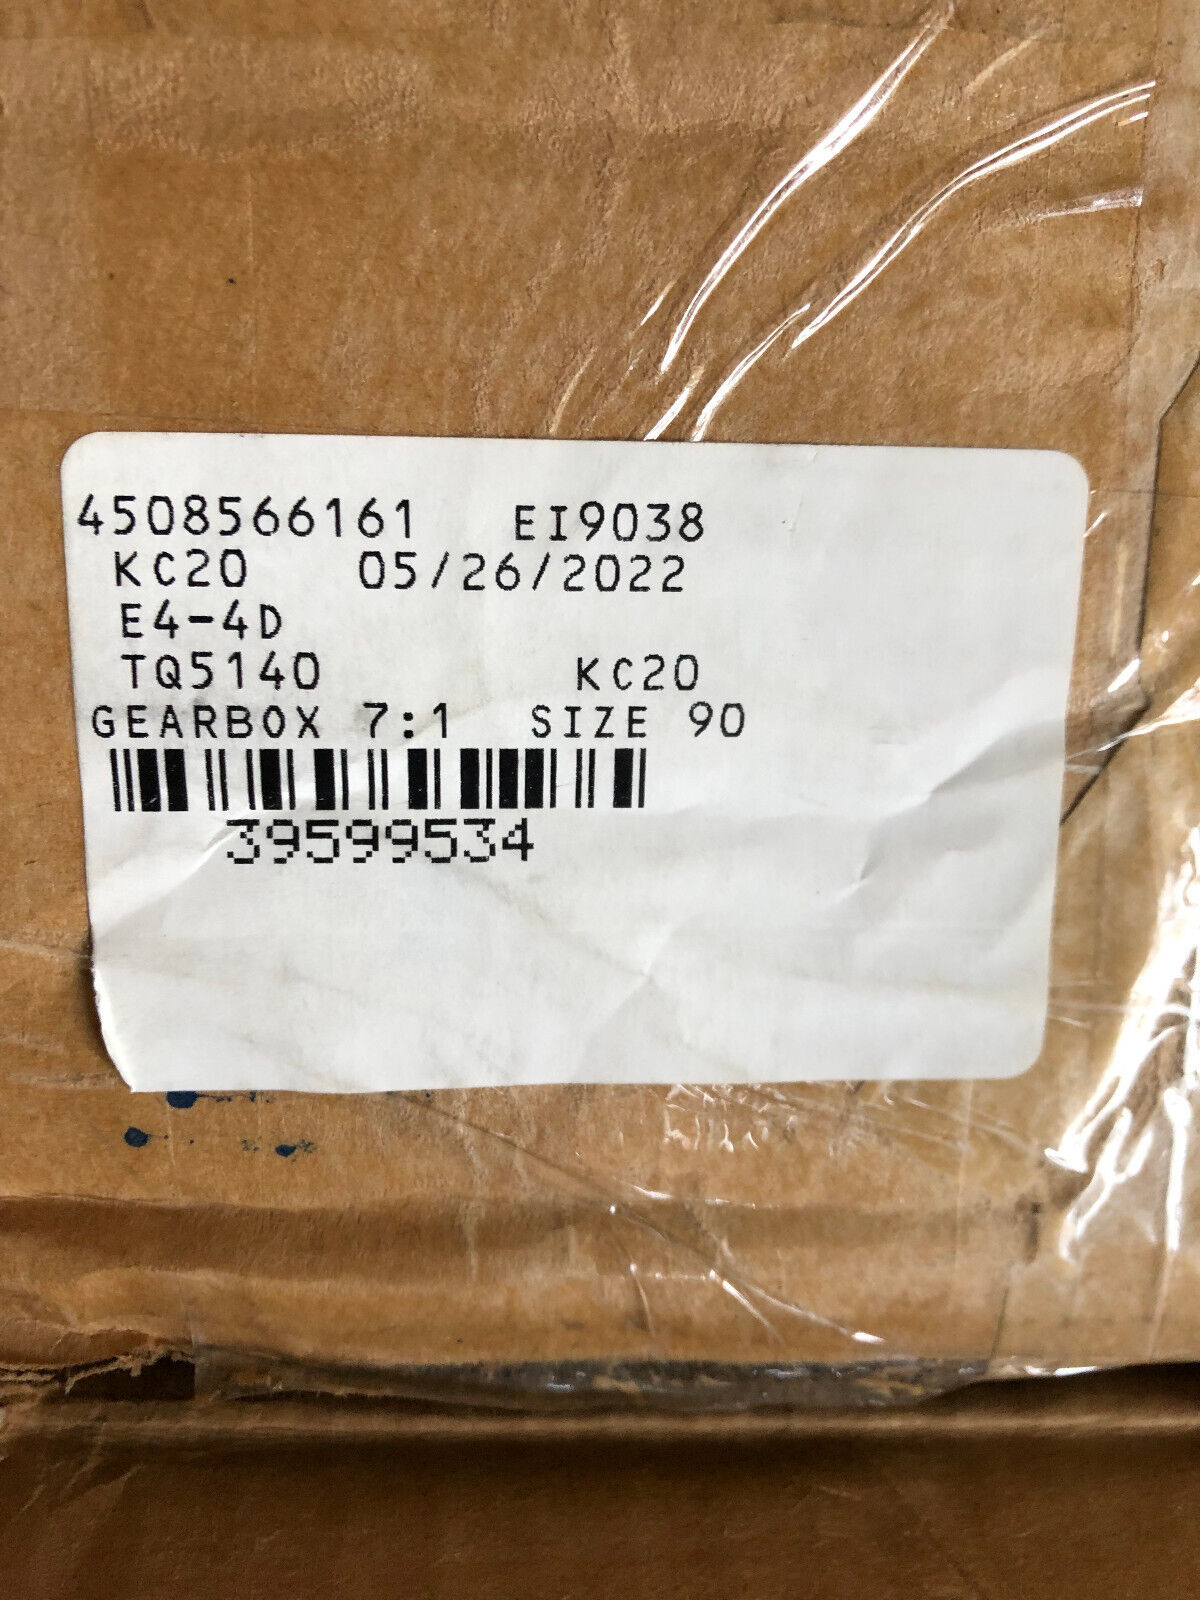 4508566161 EI9038
KC20 05/26/2022
E4-4D
TQ5140 KC20
GEARBOX 7:1 SIZE 90
39599534